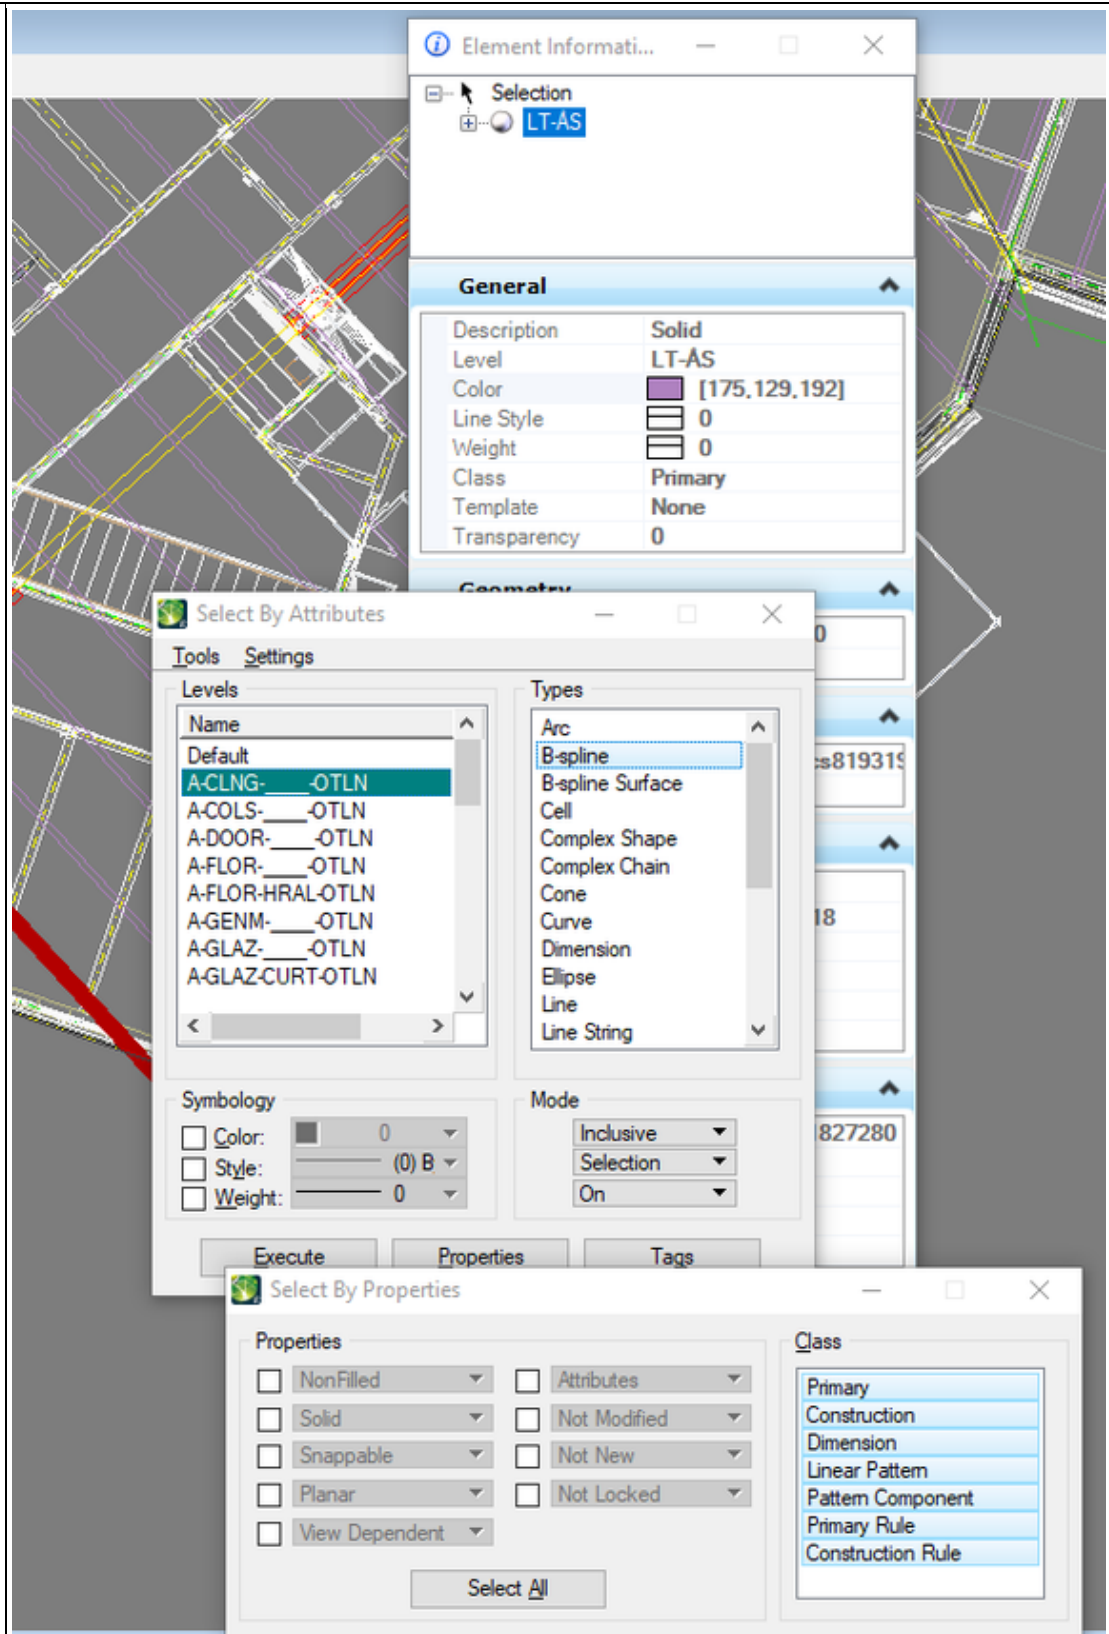 Element Informati...
Selection
LT-ÅS
General
Description Solid
Level LT-ÅS
Color [175,129,192]
Line Style 0
Weight 0
Class Primary
Template None
Transparency 0
Geometry
Select By Attributes
Tools Settings
Levels
Name
Default
A-CLNG-____-OTLN
A-COLS-____-OTLN
A-DOOR-____-OTLN
A-FLOR-____-OTLN
A-FLOR-HRAL-OTLN
A-GENM-____-OTLN
A-GLAZ-____-OTLN
A-GLAZ-CURT-OTLN
Types
Arc
B-spline
B-spline Surface
Cell
Complex Shape
Complex Chain
Cone
Curve
Dimension
Ellipse
Line
Line String
0
cs819319
18
827280
Symbology
Color: 0
Style: (0) B
Weight: 0
Mode
Inclusive
Selection
On
Execute Properties Tags
Select By Properties
Properties
NonFilled Attributes
Solid Not Modified
Snappable Not New
Planar Not Locked
View Dependent
Select All
Class
Primary
Construction
Dimension
Linear Pattern
Pattern Component
Primary Rule
Construction Rule